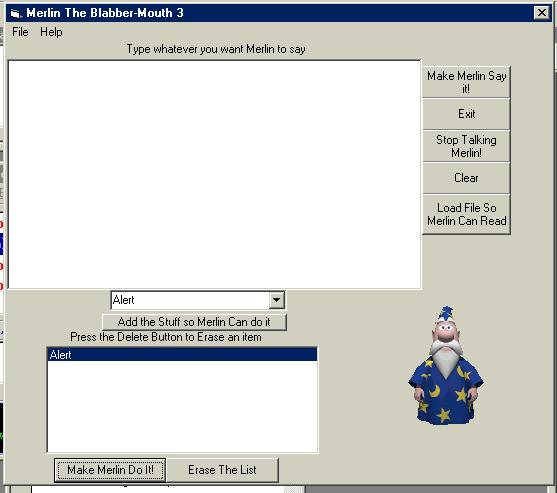 Merlin The Blabber-Mouth 3
File Help
Type whatever you want Merlin to say
Make Merlin Say
it!
Exit
Stop Talking
Merlin!
Clear
Load File So
Merlin Can Read
Alert
Add the Stuff so Merlin Can do it
Press the Delete Button to Erase an item
Alert
Make Merlin Do It!
Erase The List